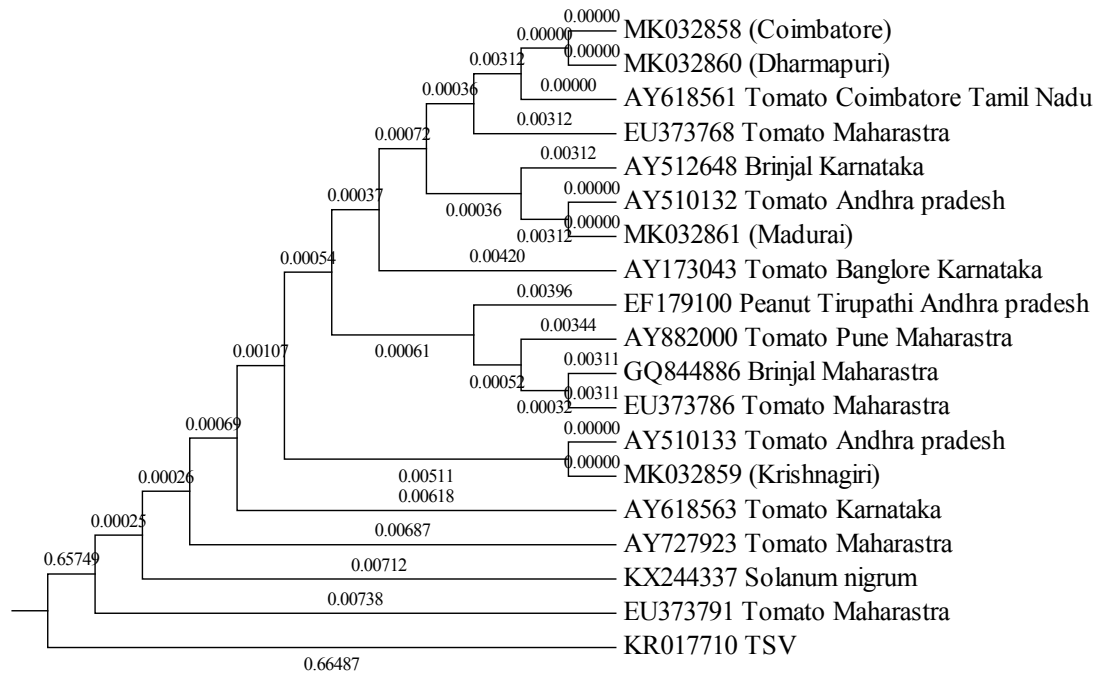 0.00000
0.00000
MK032858 (Coimbatore)
0.00000
0.00312
MK032860 (Dharmapuri)
0.00036
0.00000
AY618561 Tomato Coimbatore Tamil Nadu
0.00072
0.00312
EU373768 Tomato Maharastra
0.00312
AY512648 Brinjal Karnataka
0.00037
0.00000
AY510132 Tomato Andhra pradesh
0.00036
0.00000
0.00312
MK032861 (Madurai)
0.00054
0.00420
AY173043 Tomato Banglore Karnataka
0.00396
EF179100 Peanut Tirupathi Andhra pradesh
0.00344
AY882000 Tomato Pune Maharastra
0.00107
0.00061
0.00311
GQ844886 Brinjal Maharastra
0.00052
0.00311
0.00032
EU373786 Tomato Maharastra
0.00069
0.00000
AY510133 Tomato Andhra pradesh
0.00000
0.00511
MK032859 (Krishnagiri)
0.00026
0.00618
AY618563 Tomato Karnataka
0.00025
0.00687
AY727923 Tomato Maharastra
0.65749
0.00712
KX244337 Solanum nigrum
0.00738
EU373791 Tomato Maharastra
KR017710 TSV
0.66487